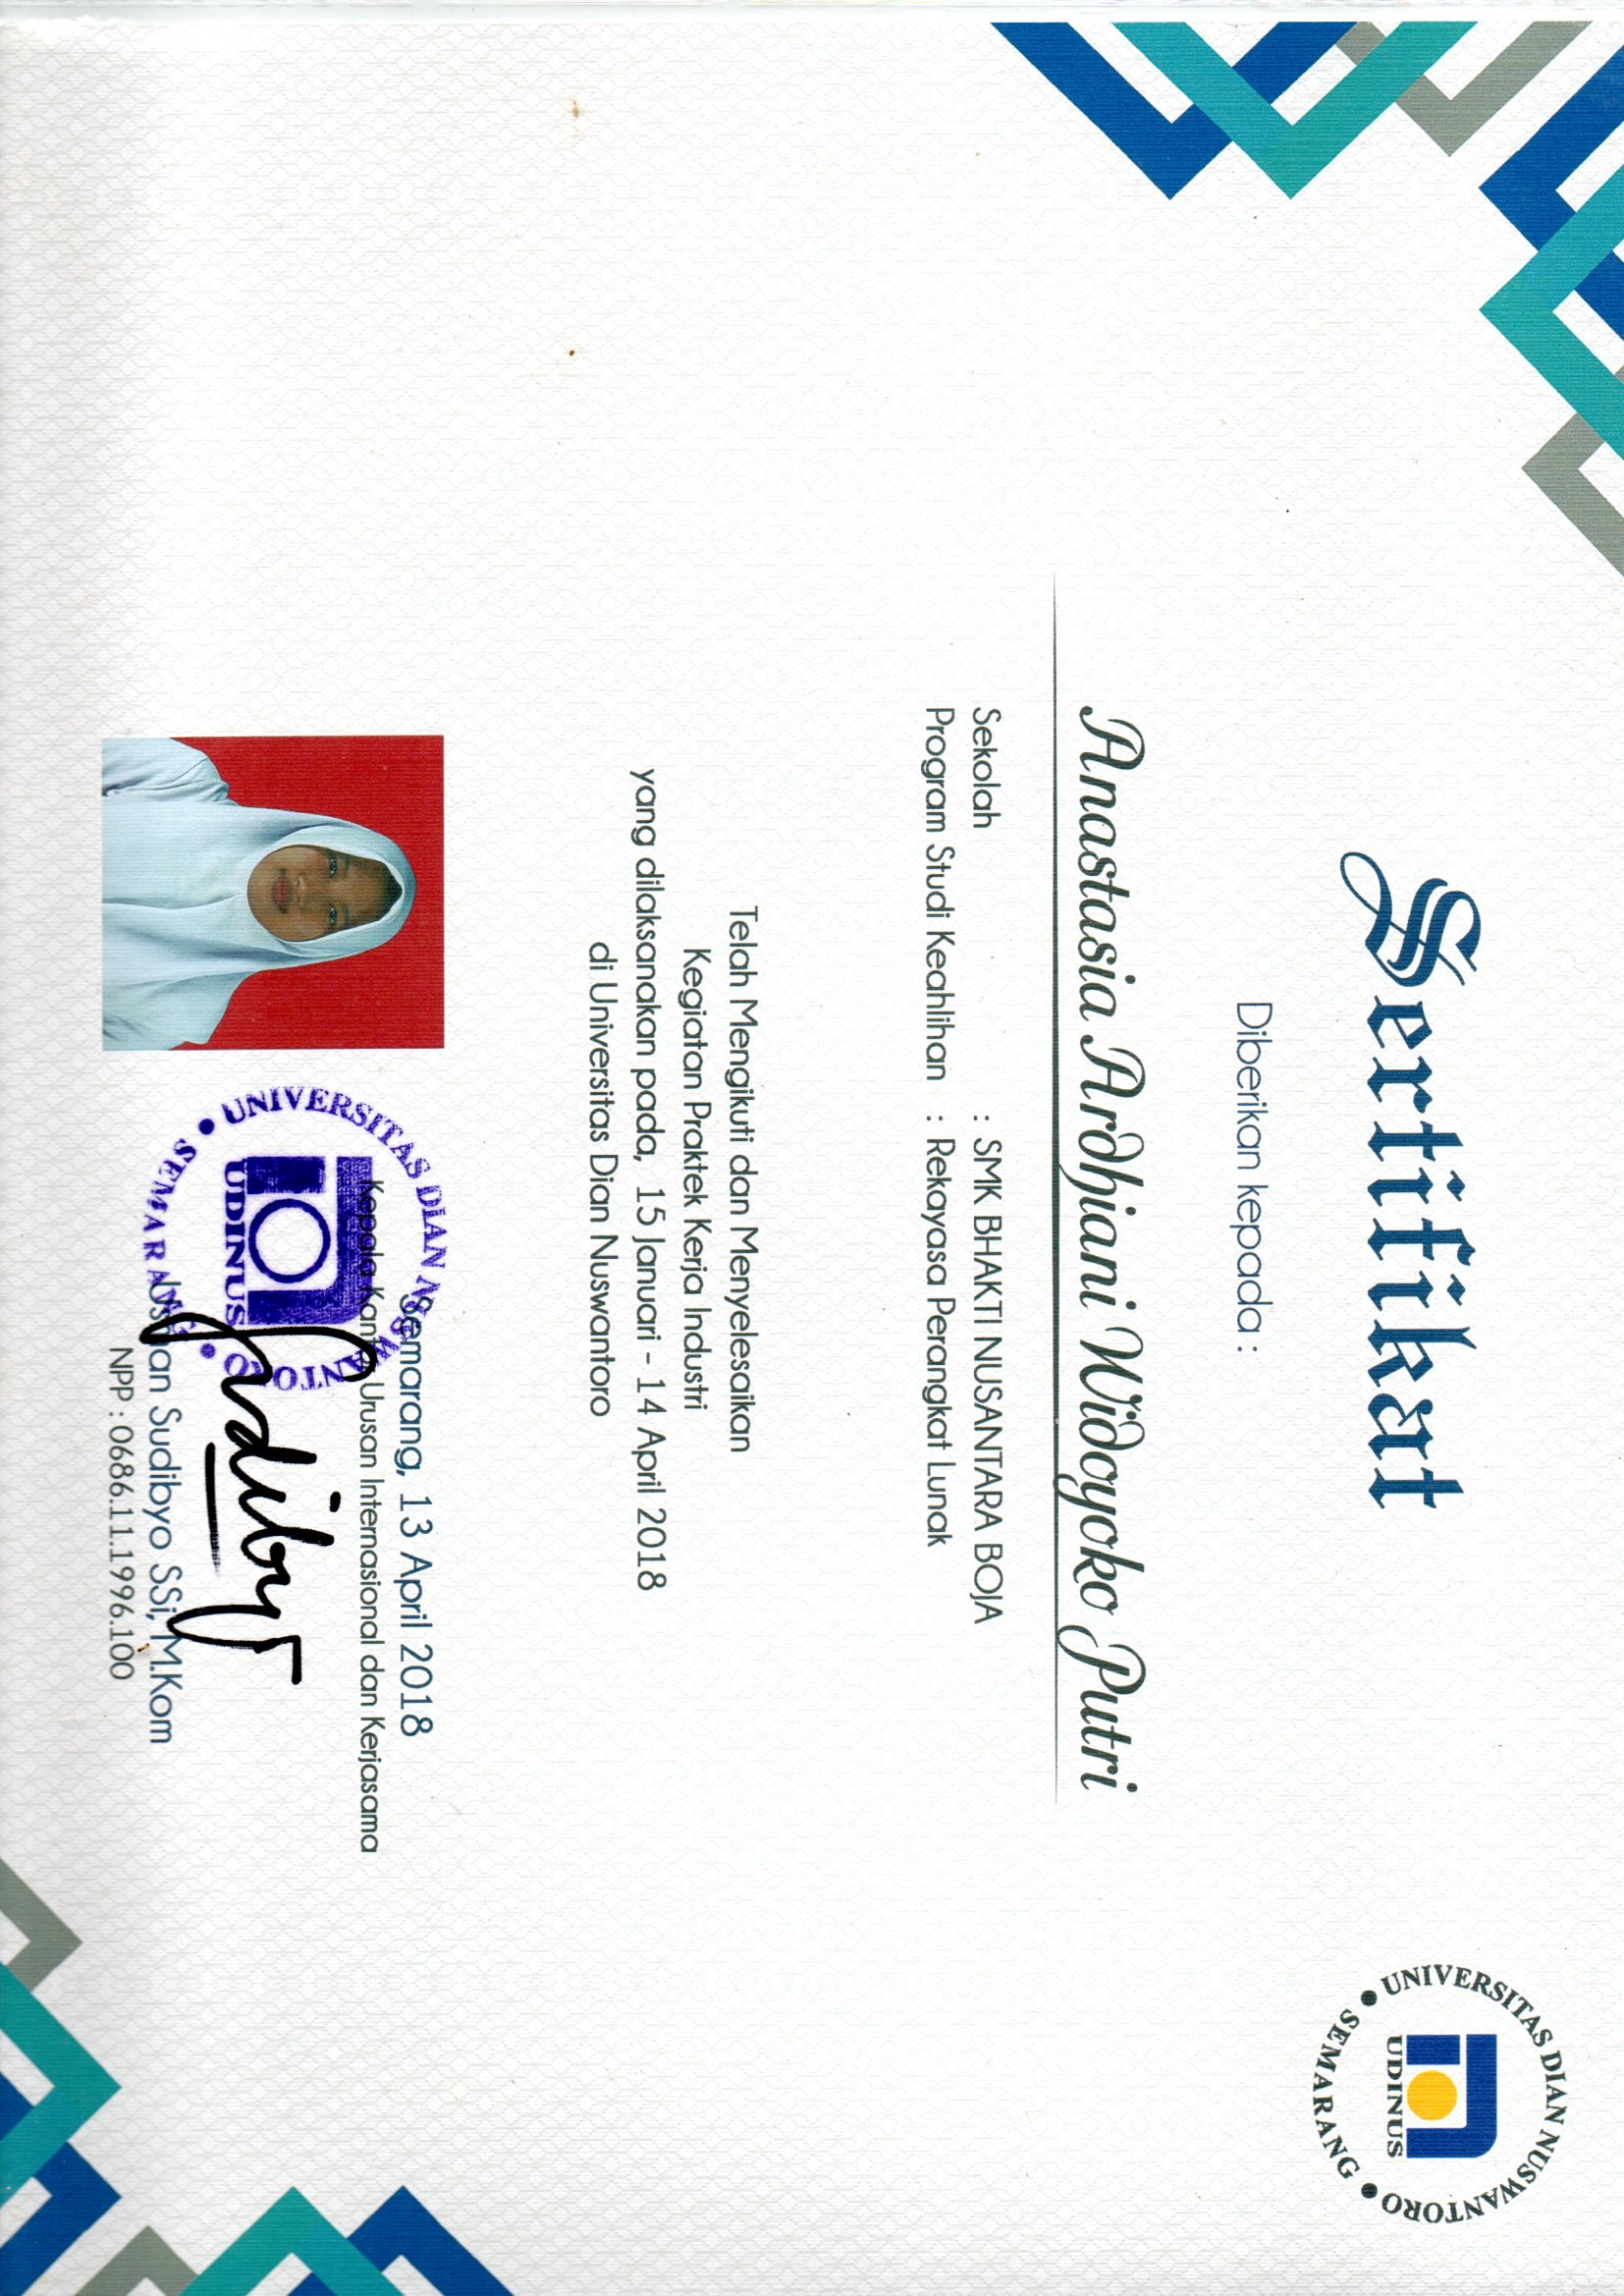 UNIVERSITAS DIAN NUSWANTORO
UDINUS
SEMARANG
Sertifikat
Diberikan kepada :
Anastasia Ardhiani Widoyoko Putri
Sekolah : SMK BHAKTI NUSANTARA BOJA
Program Studi Keahlihan : Rekayasa Perangkat Lunak
Telah Mengikuti dan Menyelesaikan
Kegiatan Praktek Kerja Industri
yang dilaksanakan pada, 15 Januari - 14 April 2018
di Universitas Dian Nuswantoro
Semarang, 13 April 2018
Kepala Kantor Urusan Internasional dan Kerjasama
UNIVERSITAS DIAN NUSWANTORO
UDINUS
SEMARANG
Sudibyo
Usman Sudibyo SSi, M.Kom
NPP : 0686.11.1996.100